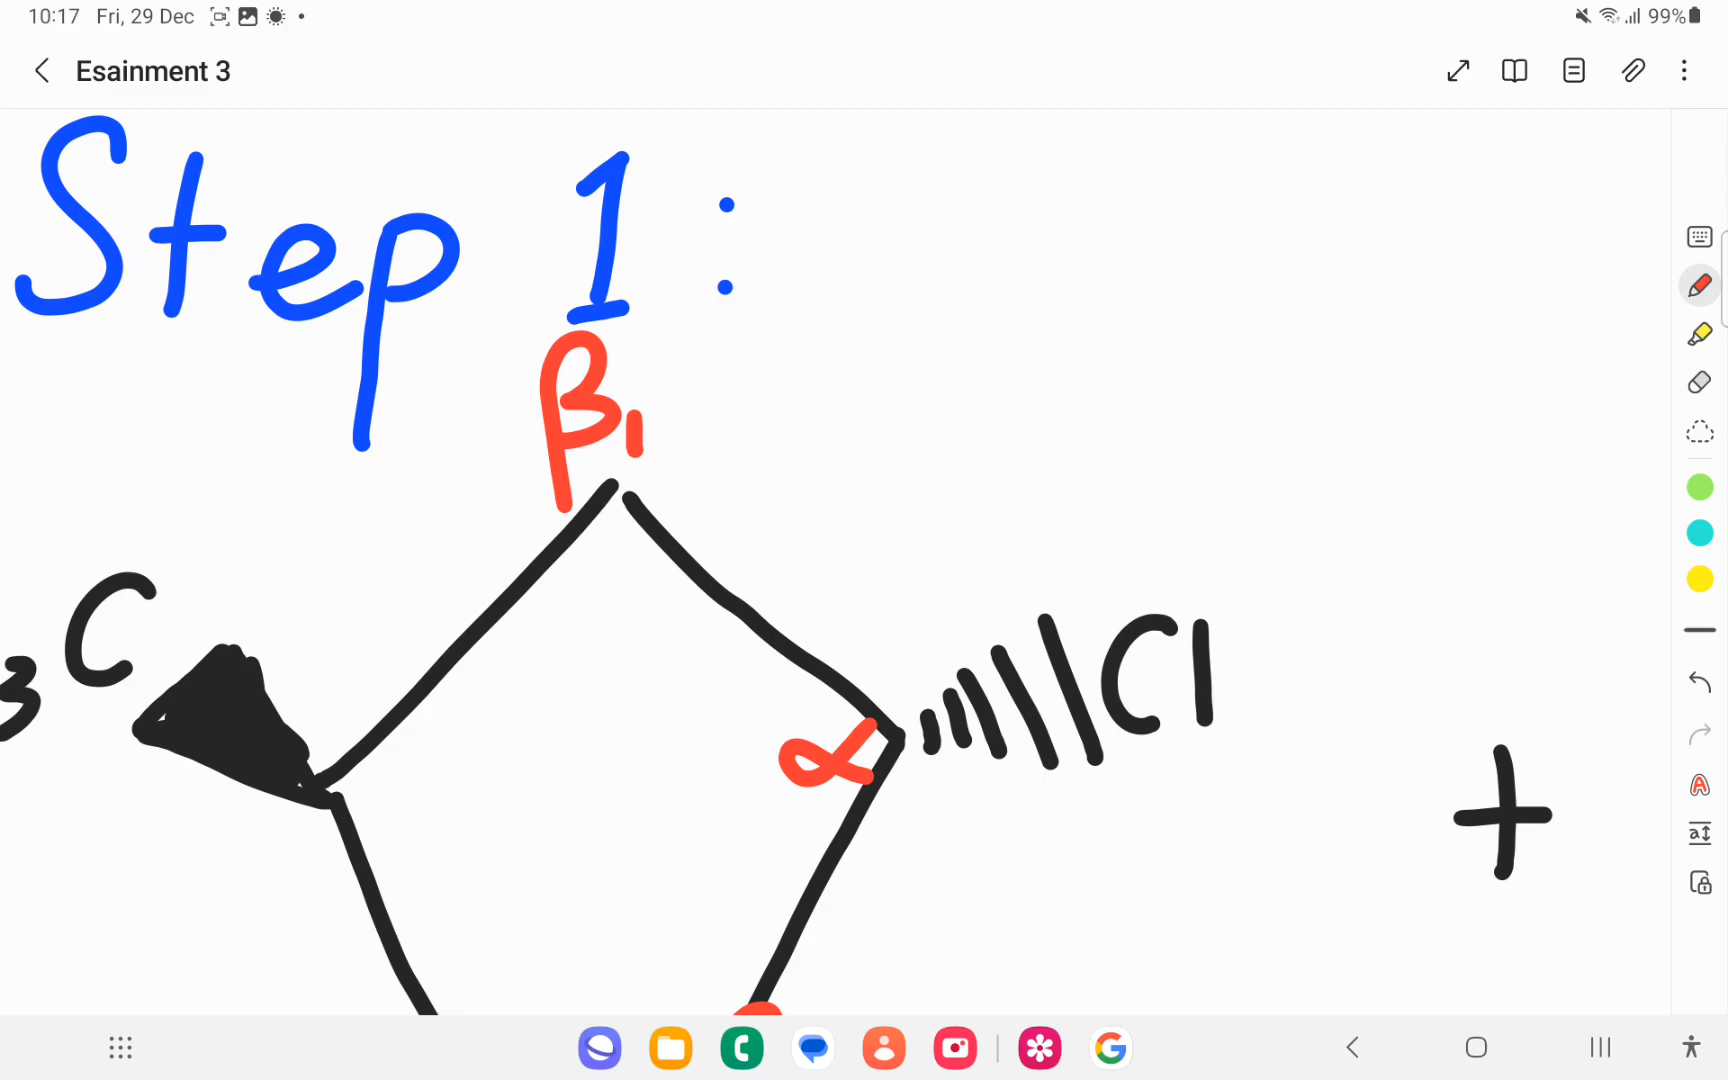 10:17 Fri, 29 Dec 99%
Esainment 3
Step 1:
β1
3C
Cl
α
+